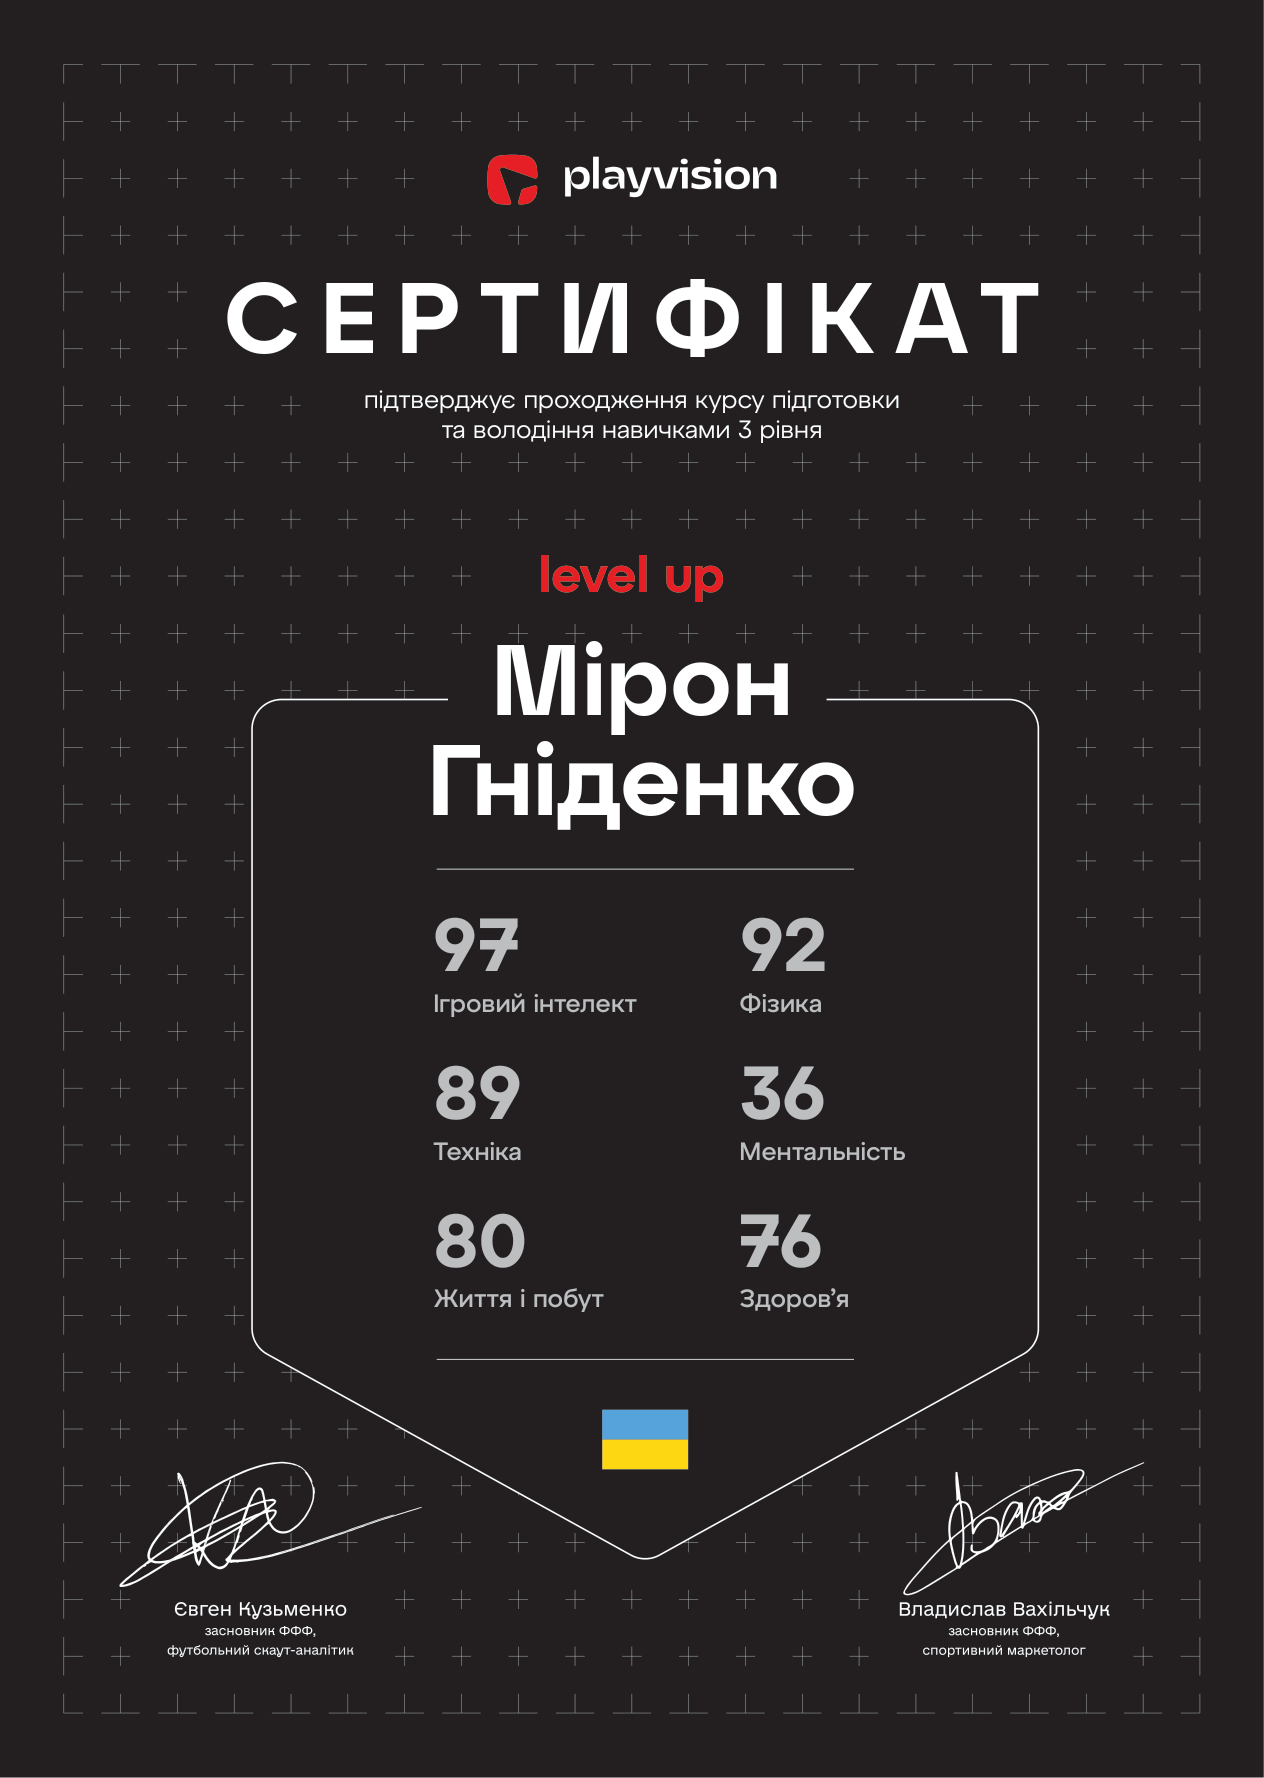 playvision
СЕРТИФІКАТ
підтверджує проходження курсу підготовки
та володіння навичками 3 рівня
level up
Мірон
Гніденко
97 92
Ігровий інтелект Фізика
89 36
Техніка Ментальність
80 76
Життя і побут Здоров’я
Євген Кузьменко
засновник ФФФ,
футбольний скаут-аналітик
Владислав Вахільчук
засновник ФФФ,
спортивний маркетолог